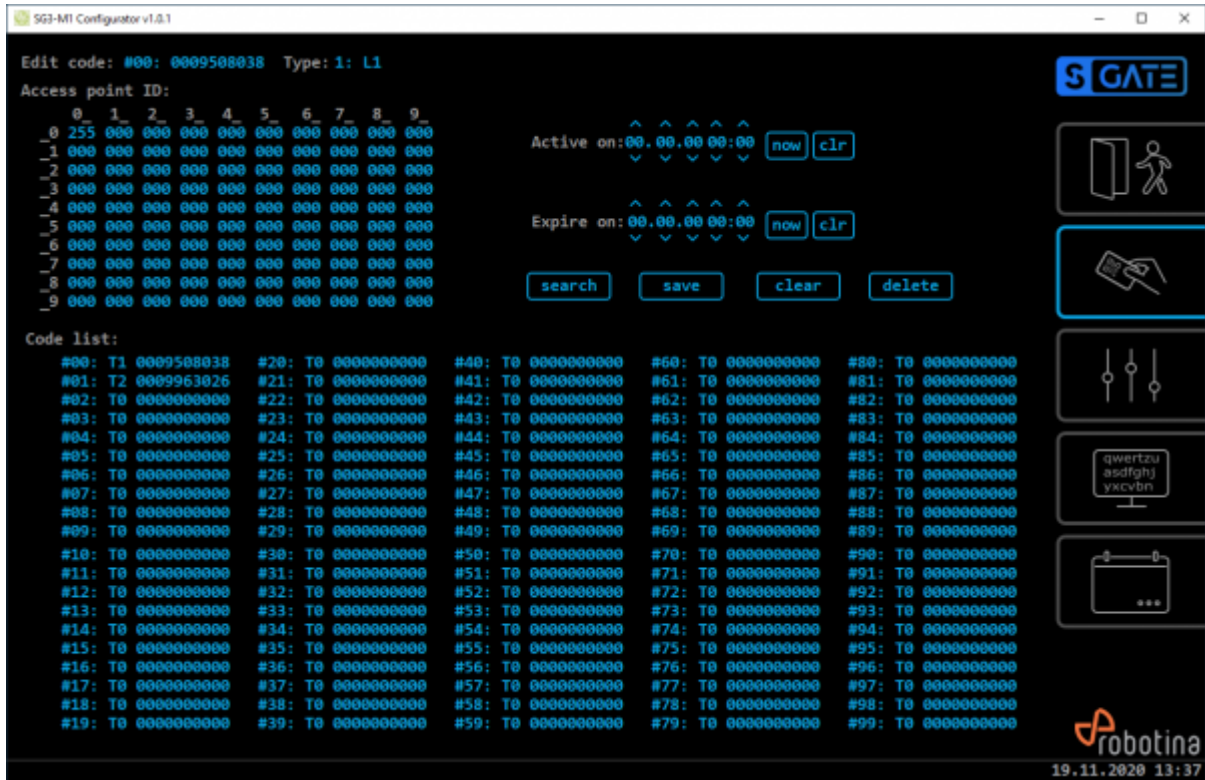 SG3-M1 Configurator v1.0.1
Edit code: #00: 0009508038 Type: 1: L1
Access point ID:
0_ 1_ 2_ 3_ 4_ 5_ 6_ 7_ 8_ 9_
_0 255 000 000 000 000 000 000 000 000 000
_1 000 000 000 000 000 000 000 000 000 000
_2 000 000 000 000 000 000 000 000 000 000
_3 000 000 000 000 000 000 000 000 000 000
_4 000 000 000 000 000 000 000 000 000 000
_5 000 000 000 000 000 000 000 000 000 000
_6 000 000 000 000 000 000 000 000 000 000
_7 000 000 000 000 000 000 000 000 000 000
_8 000 000 000 000 000 000 000 000 000 000
_9 000 000 000 000 000 000 000 000 000 000
Active on:00.00.00 00:00 now clr
Expire on:00.00.00 00:00 now clr
search save clear delete
Code list:
#00: T1 0009508038 #20: T0 0000000000 #40: T0 0000000000 #60: T0 0000000000 #80: T0 0000000000
#01: T2 0009963026 #21: T0 0000000000 #41: T0 0000000000 #61: T0 0000000000 #81: T0 0000000000
#02: T0 0000000000 #22: T0 0000000000 #42: T0 0000000000 #62: T0 0000000000 #82: T0 0000000000
#03: T0 0000000000 #23: T0 0000000000 #43: T0 0000000000 #63: T0 0000000000 #83: T0 0000000000
#04: T0 0000000000 #24: T0 0000000000 #44: T0 0000000000 #64: T0 0000000000 #84: T0 0000000000
#05: T0 0000000000 #25: T0 0000000000 #45: T0 0000000000 #65: T0 0000000000 #85: T0 0000000000
#06: T0 0000000000 #26: T0 0000000000 #46: T0 0000000000 #66: T0 0000000000 #86: T0 0000000000
#07: T0 0000000000 #27: T0 0000000000 #47: T0 0000000000 #67: T0 0000000000 #87: T0 0000000000
#08: T0 0000000000 #28: T0 0000000000 #48: T0 0000000000 #68: T0 0000000000 #88: T0 0000000000
#09: T0 0000000000 #29: T0 0000000000 #49: T0 0000000000 #69: T0 0000000000 #89: T0 0000000000
#10: T0 0000000000 #30: T0 0000000000 #50: T0 0000000000 #70: T0 0000000000 #90: T0 0000000000
#11: T0 0000000000 #31: T0 0000000000 #51: T0 0000000000 #71: T0 0000000000 #91: T0 0000000000
#12: T0 0000000000 #32: T0 0000000000 #52: T0 0000000000 #72: T0 0000000000 #92: T0 0000000000
#13: T0 0000000000 #33: T0 0000000000 #53: T0 0000000000 #73: T0 0000000000 #93: T0 0000000000
#14: T0 0000000000 #34: T0 0000000000 #54: T0 0000000000 #74: T0 0000000000 #94: T0 0000000000
#15: T0 0000000000 #35: T0 0000000000 #55: T0 0000000000 #75: T0 0000000000 #95: T0 0000000000
#16: T0 0000000000 #36: T0 0000000000 #56: T0 0000000000 #76: T0 0000000000 #96: T0 0000000000
#17: T0 0000000000 #37: T0 0000000000 #57: T0 0000000000 #77: T0 0000000000 #97: T0 0000000000
#18: T0 0000000000 #38: T0 0000000000 #58: T0 0000000000 #78: T0 0000000000 #98: T0 0000000000
#19: T0 0000000000 #39: T0 0000000000 #59: T0 0000000000 #79: T0 0000000000 #99: T0 0000000000
S GATE
qwertzu
asdfghj
yxcvbn
robotina
19.11.2020 13:37